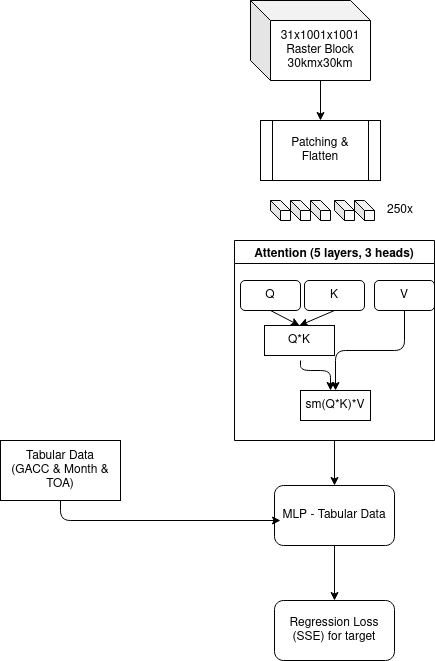 31x1001x1001
Raster Block
30kmx30km
Patching &
Flatten
250x
Attention (5 layers, 3 heads)
Q
K
V
Q*K
sm(Q*K)*V
Tabular Data
(GACC & Month &
TOA)
MLP - Tabular Data
Regression Loss
(SSE) for target